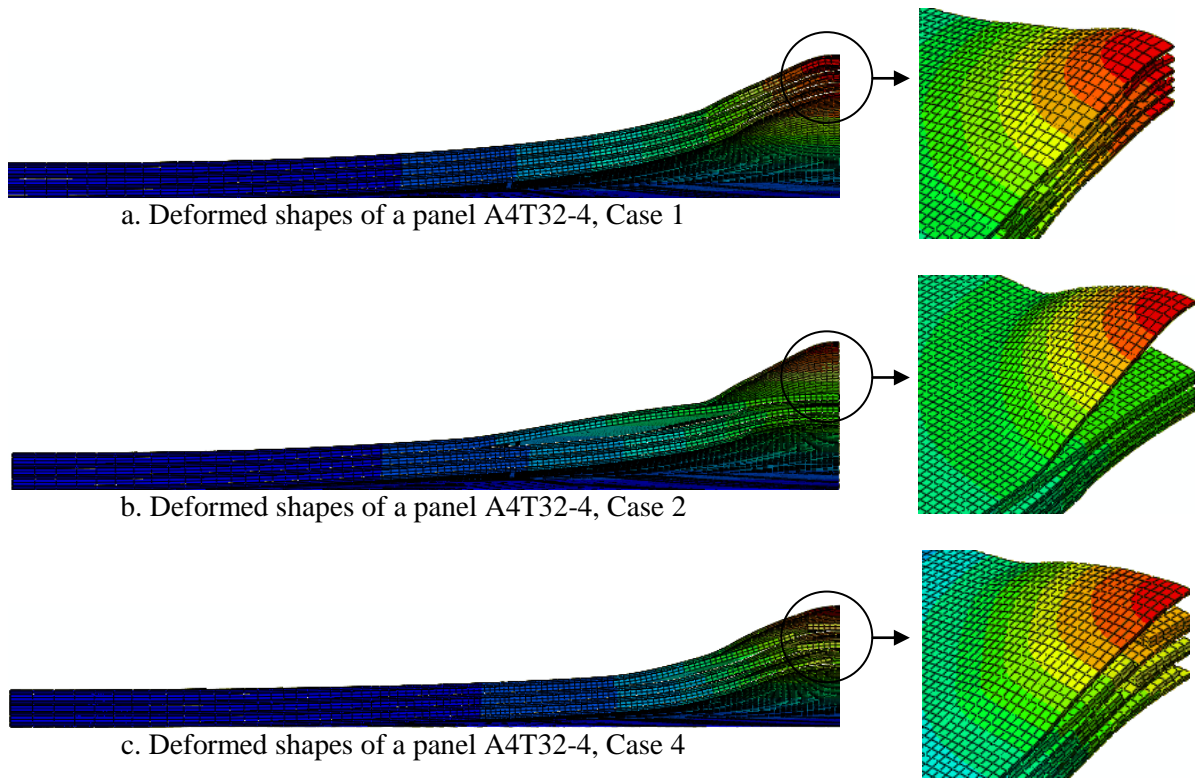 a. Deformed shapes of a panel A4T32-4, Case 1
b. Deformed shapes of a panel A4T32-4, Case 2
c. Deformed shapes of a panel A4T32-4, Case 4